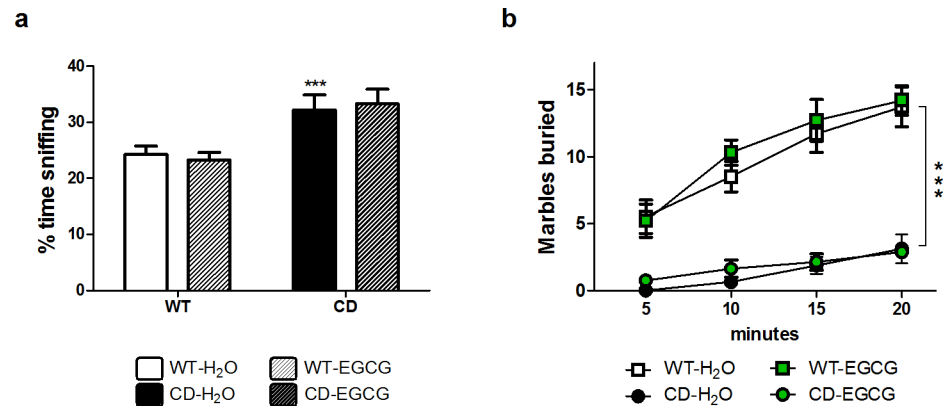 a
% time sniffing
40
30
20
10
0
***
WT
CD
WT-H₂O
WT-EGCG
CD-H₂O
CD-EGCG
b
Marbles buried
15
10
5
0
***
5
10
15
20
minutes
WT-H₂O
WT-EGCG
CD-H₂O
CD-EGCG